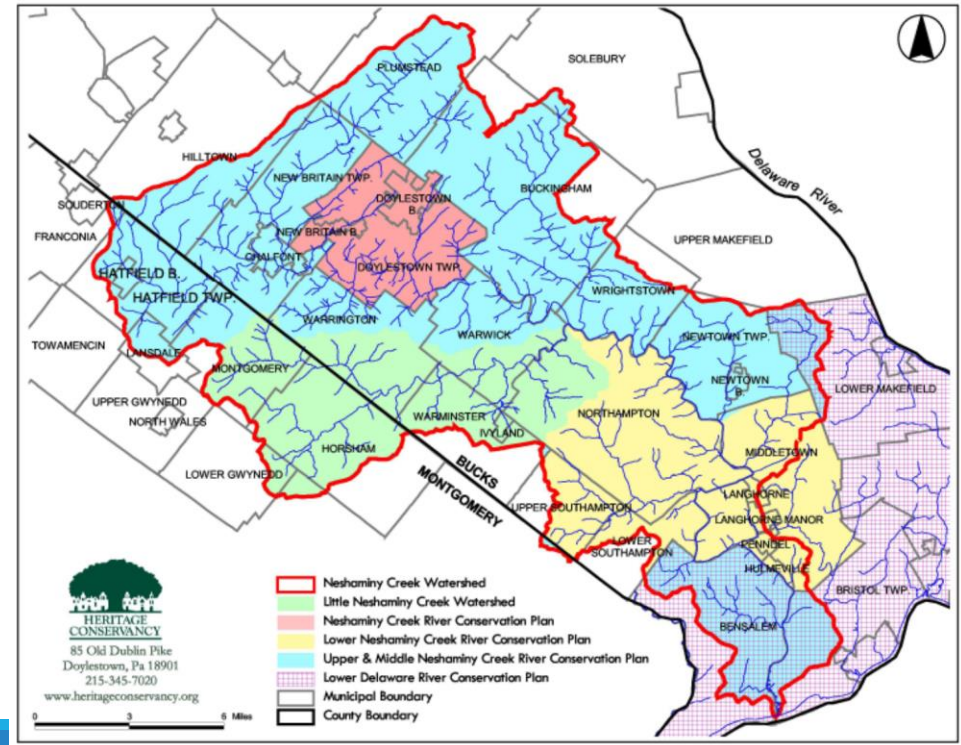 SOLEBURY
PLUMSTEAD
Delaware River
HILLTOWN
NEW BRITAIN TWP.
BUCKINGHAM
DOYLESTOWN
B.
SOUDERTON
FRANCONIA
NEW BRITAIN B.
UPPER MAKEFIELD
CHALFONT
DOYLESTOWN TWP.
HATFIELD B.
HATFIELD TWP.
WRIGHTSTOWN
WARRINGTON
WARWICK
NEWTOWN TWP.
TOWAMENCIN
LANSDALE
MONTGOMERY
NEWTOWN
B.
LOWER MAKEFIELD
UPPER GWYNEDD
NORTH WALES
WARMINSTER
NORTHAMPTON
IVYLAND
HORSHAM
MIDDLETOWN
LOWER GWYNEDD
BUCKS
MONTGOMERY
LANGHORNE
UPPER SOUTHAMPTON
LANGHORNE MANOR
LOWER
SOUTHAMPTON
PENNDEL
HULMEVILLE
BRISTOL TWP.
BENSALEM
HERITAGE
CONSERVANCY
85 Old Dublin Pike
Doylestown, Pa 18901
215-345-7020
www.heritageconservancy.org
Neshaminy Creek Watershed
Little Neshaminy Creek Watershed
Neshaminy Creek River Conservation Plan
Lower Neshaminy Creek River Conservation Plan
Upper & Middle Neshaminy Creek River Conservation Plan
Lower Delaware River Conservation Plan
Municipal Boundary
County Boundary
0 3 6 Miles